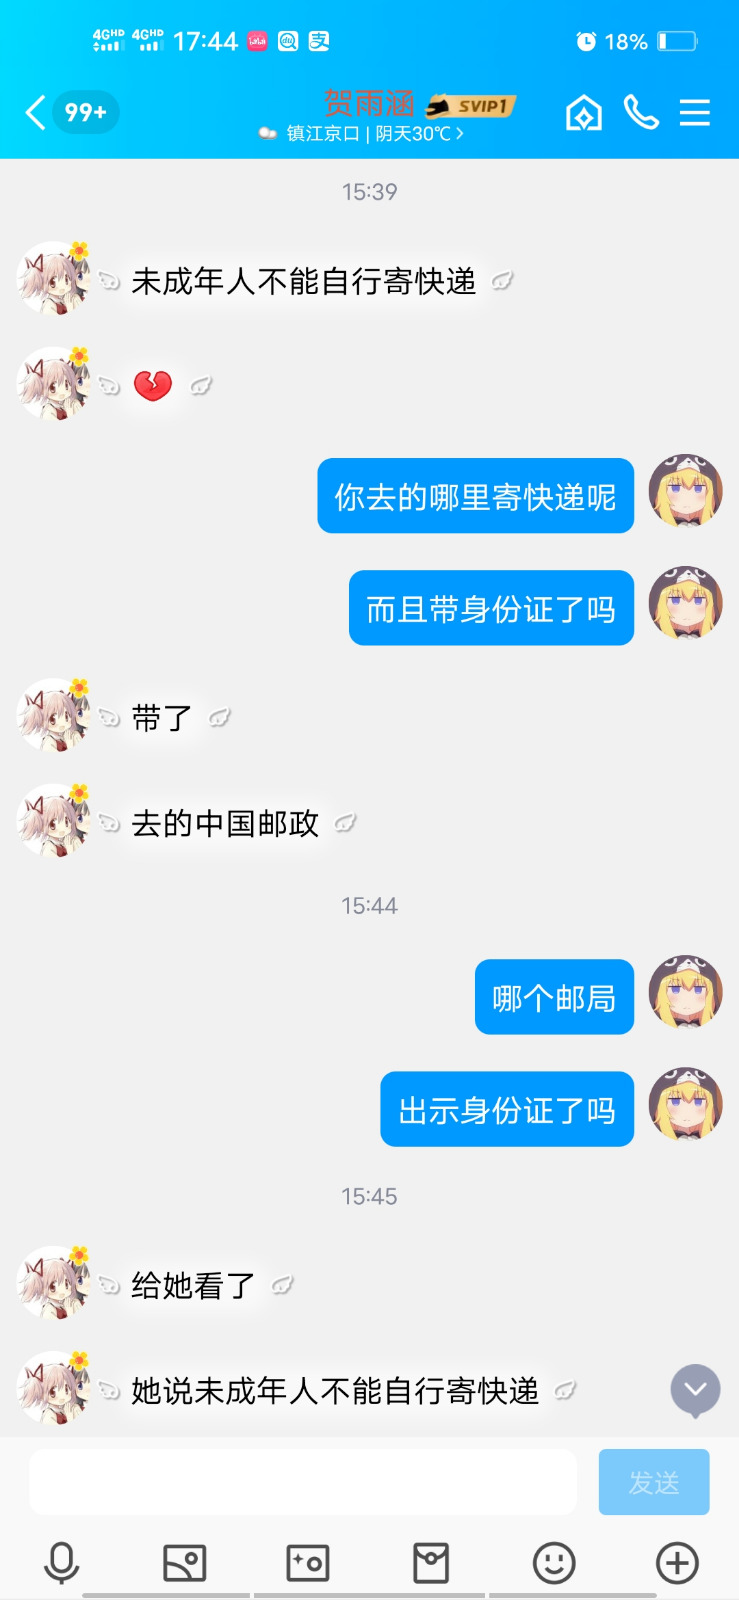 4GHD 4GHD 17:44 lala du 支 18%
99+ 贺雨涵 SVIP1
镇江京口 | 阴天30℃
15:39
未成年人不能自行寄快递
你去的哪里寄快递呢
而且带身份证了吗
带了
去的中国邮政
15:44
哪个邮局
出示身份证了吗
15:45
给她看了
她说未成年人不能自行寄快递
发送